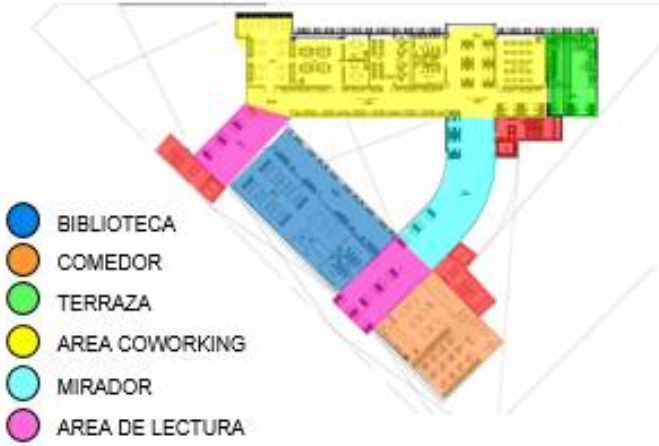 BIBLIOTECA
COMEDOR
TERRAZA
AREA COWORKING
MIRADOR
AREA DE LECTURA